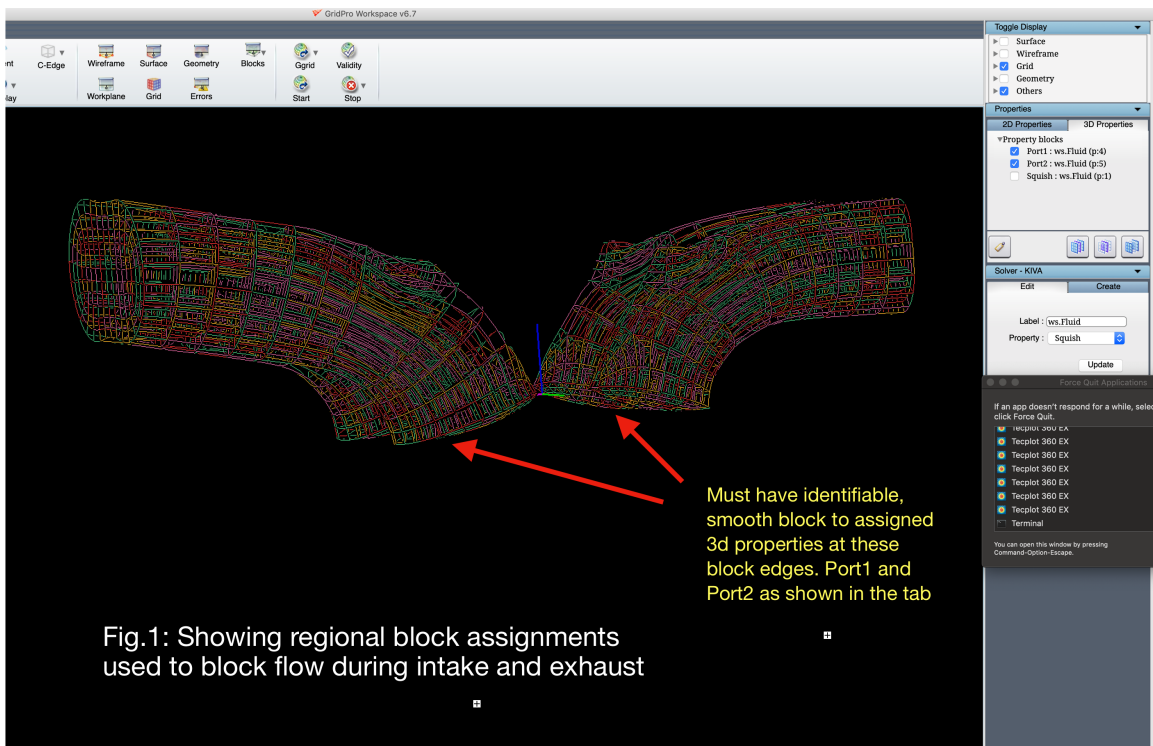 GridPro Workspace v6.7
C-Edge
Wireframe
Surface
Geometry
Blocks
Ggrid
Validity
Workplane
Grid
Errors
Start
Stop
Toggle Display
Surface
Wireframe
Grid
Geometry
Others
Properties
2D Properties
3D Properties
Property blocks
Port1 : ws.Fluid (p:4)
Port2 : ws.Fluid (p:5)
Squish : ws.Fluid (p:1)
Solver - KIVA
Edit
Create
Label : ws.Fluid
Property : Squish
Update
Force Quit Applications
If an app doesn't respond for a while, selec
click Force Quit.
Tecplot 360 EX
Tecplot 360 EX
Tecplot 360 EX
Tecplot 360 EX
Tecplot 360 EX
Tecplot 360 EX
Tecplot 360 EX
Terminal
You can open this window by pressing
Command-Option-Escape.
Must have identifiable,
smooth block to assigned
3d properties at these
block edges. Port1 and
Port2 as shown in the tab
Fig.1: Showing regional block assignments
used to block flow during intake and exhaust